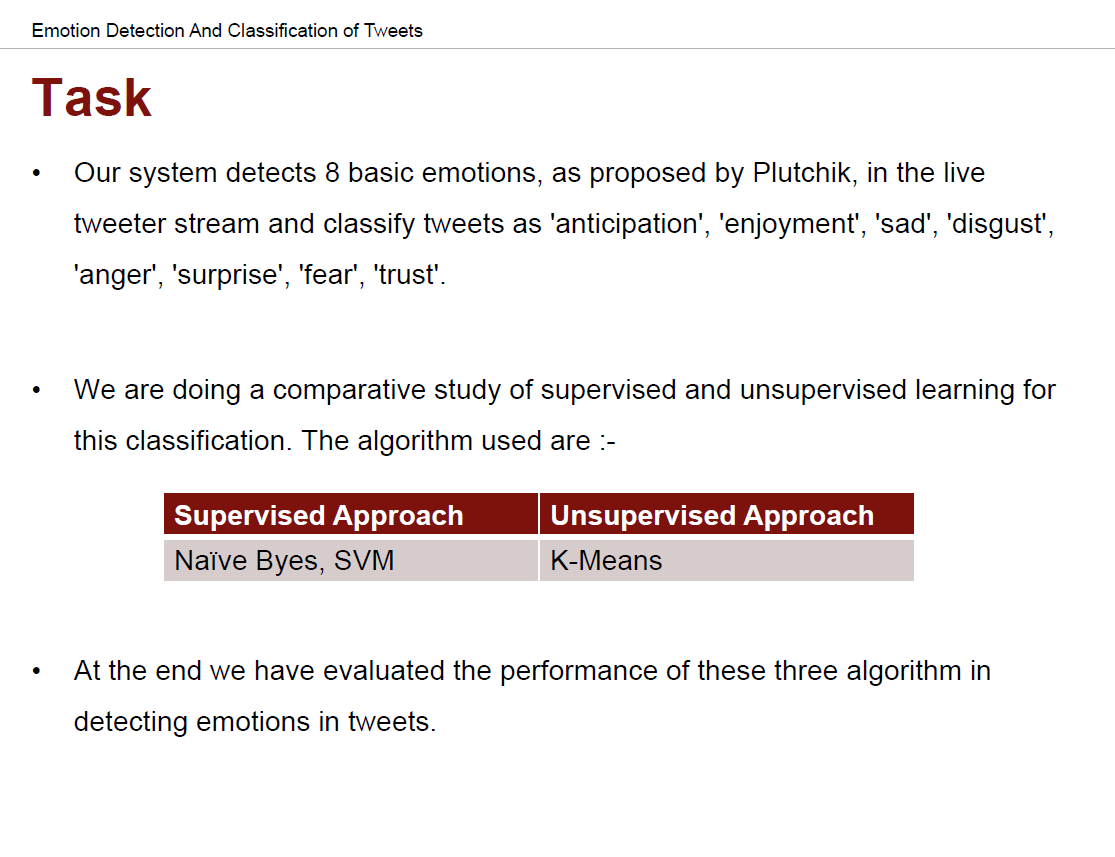 Emotion Detection And Classification of Tweets
Task
• Our system detects 8 basic emotions, as proposed by Plutchik, in the live
tweeter stream and classify tweets as 'anticipation', 'enjoyment', 'sad', 'disgust',
'anger', 'surprise', 'fear', 'trust'.
• We are doing a comparative study of supervised and unsupervised learning for
this classification. The algorithm used are :-
Supervised Approach Unsupervised Approach
Naïve Byes, SVM K-Means
• At the end we have evaluated the performance of these three algorithm in
detecting emotions in tweets.